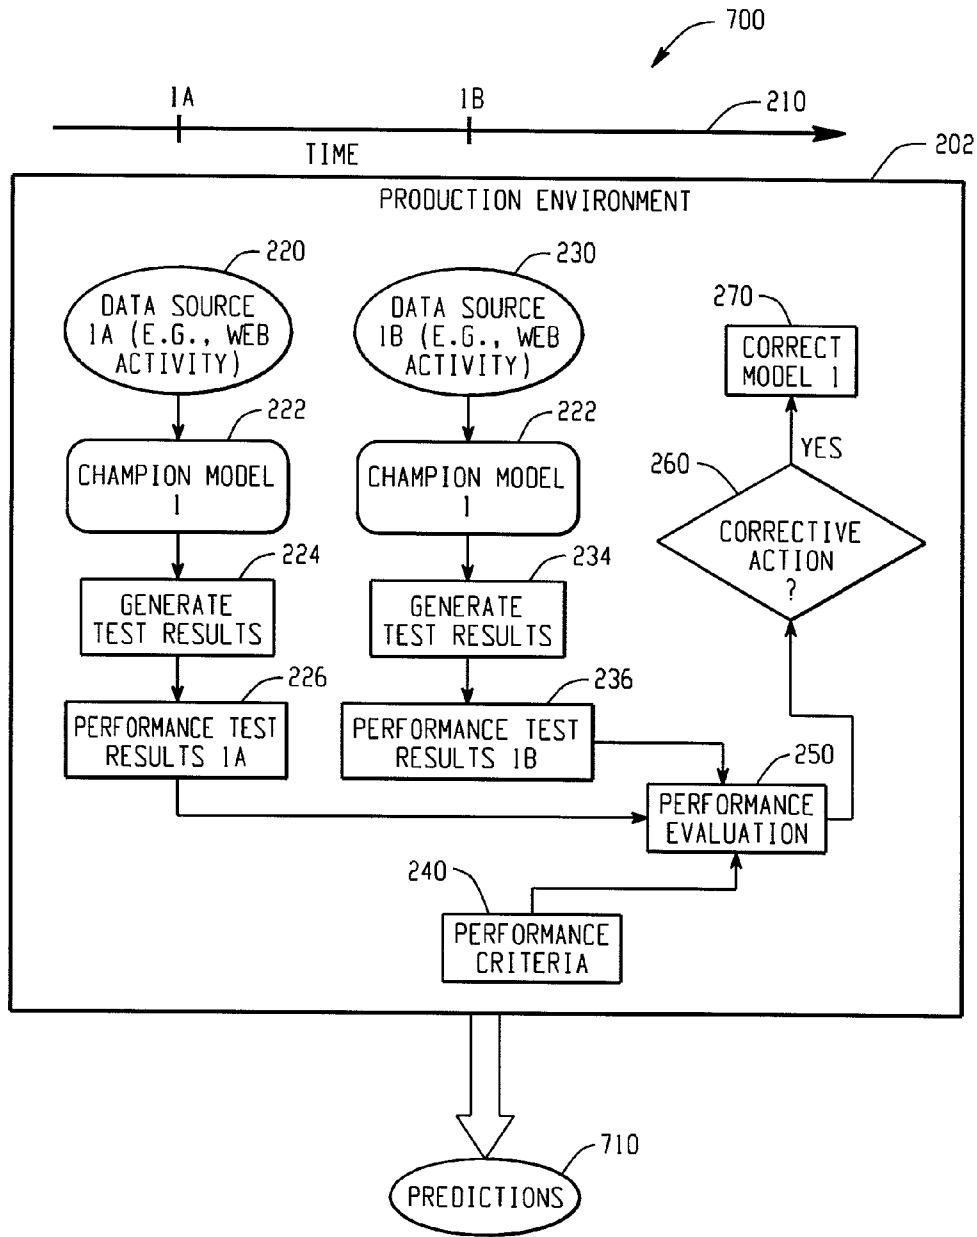 700
1A
1B
210
TIME
202
PRODUCTION ENVIRONMENT
220
DATA SOURCE
1A (E.G., WEB
ACTIVITY)
230
DATA SOURCE
1B (E.G., WEB
ACTIVITY)
270
CORRECT
MODEL 1
222
CHAMPION MODEL
1
222
CHAMPION MODEL
1
YES
260
CORRECTIVE
ACTION
?
224
GENERATE
TEST RESULTS
234
GENERATE
TEST RESULTS
226
PERFORMANCE TEST
RESULTS 1A
236
PERFORMANCE TEST
RESULTS 1B
250
PERFORMANCE
EVALUATION
240
PERFORMANCE
CRITERIA
710
PREDICTIONS